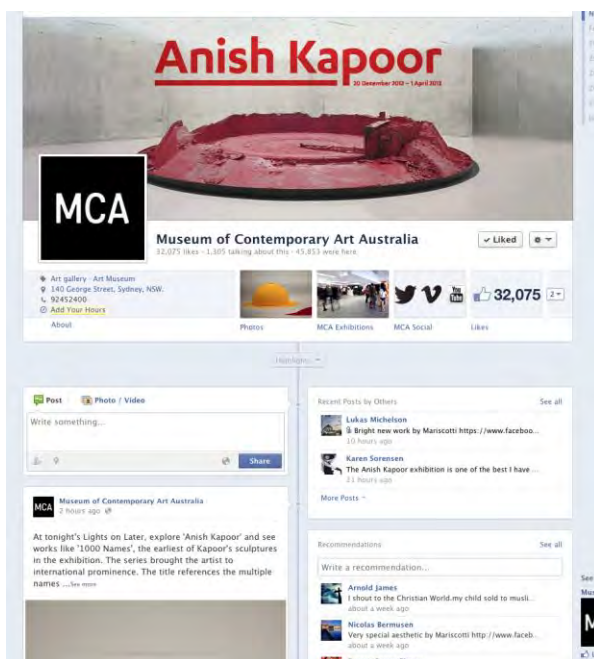 Anish Kapoor
20 December 2012 – 1 April 2013
MCA
Museum of Contemporary Art Australia
32,075 likes · 1,305 talking about this · 45,853 were here
Liked
Art gallery · Art Museum
140 George Street, Sydney, NSW.
92452400
Add Your Hours
About
Photos
MCA Exhibitions
You Tube
MCA Social
32,075
2
Likes
Highlights
Post
Photo / Video
Write something...
Share
MCA
Museum of Contemporary Art Australia
2 hours ago
At tonight's Lights on Later, explore 'Anish Kapoor' and see
works like '1000 Names', the earliest of Kapoor's sculptures
in the exhibition. The series brought the artist to
international prominence. The title references the multiple
names ...See more
Recent Posts by Others
See all
Lukas Michelson
Bright new work by Mariscotti https://www.faceboo...
10 hours ago
Karen Sorensen
The Anish Kapoor exhibition is one of the best I have ...
21 hours ago
More Posts
Recommendations
See all
Write a recommendation...
Arnold James
I shout to the Christian World.my child sold to musli...
about a week ago
Nicolas Bermusen
Very special aesthetic by Mariscotti http://www.faceb...
about a week ago
See